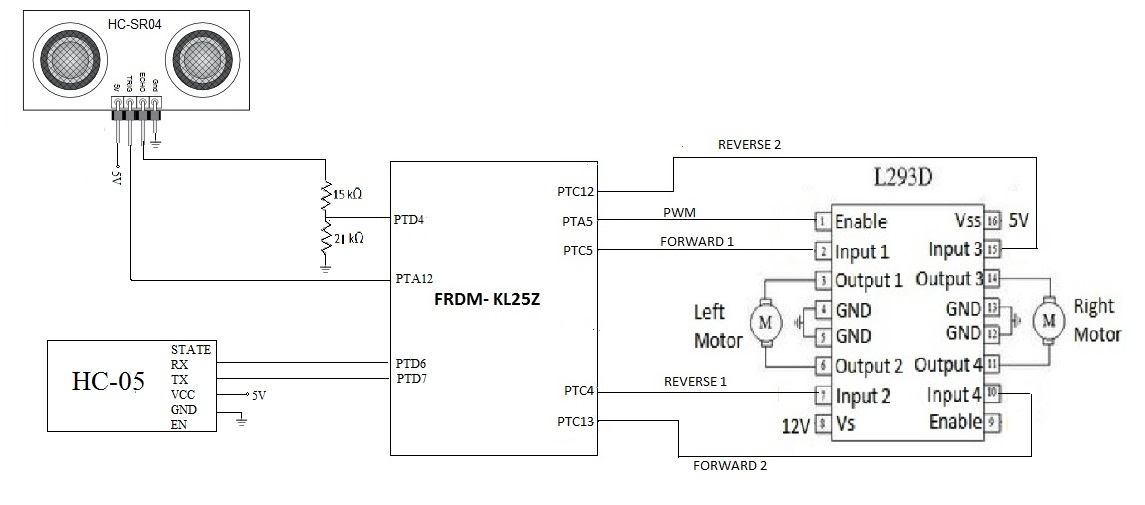 HC-SR04
5V
TRIG
ECHO
Gnd
5V
15 kΩ
21 kΩ
PTD4
PTA12
FRDM- KL25Z
PTD6
PTD7
PTC12
PTA5
PTC5
PTC4
PTC13
HC-05
STATE
RX
TX
VCC
GND
EN
5V
REVERSE 2
PWM
FORWARD 1
REVERSE 1
FORWARD 2
L293D
1 Enable
2 Input 1
3 Output 1
4 GND
5 GND
6 Output 2
7 Input 2
12V 8 Vs
Vss 16 5V
Input 3 15
Output 3 14
GND 13
GND 12
Output 4 11
Input 4 10
Enable 9
Left
Motor
M
M
Right
Motor